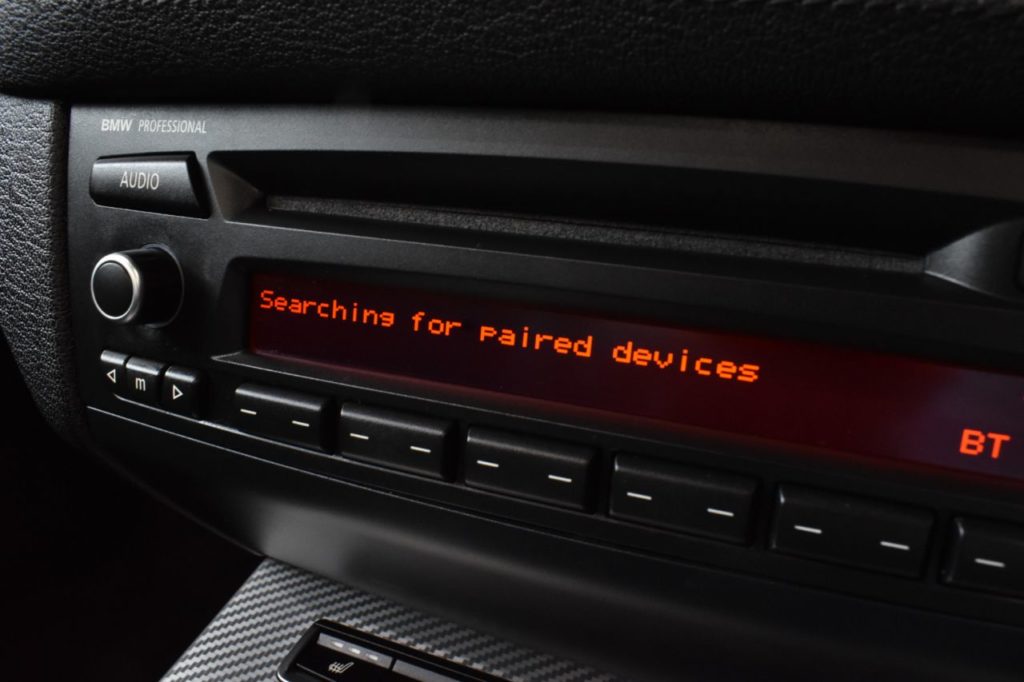 BMW PROFESSIONAL
AUDIO
Searching for paired devices
BT
m